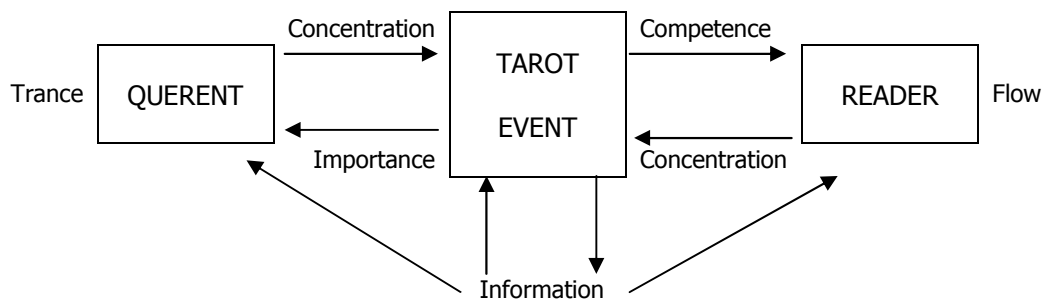 Concentration
Competence
TAROT
Trance
QUERENT
READER
Flow
EVENT
Importance
Concentration
Information